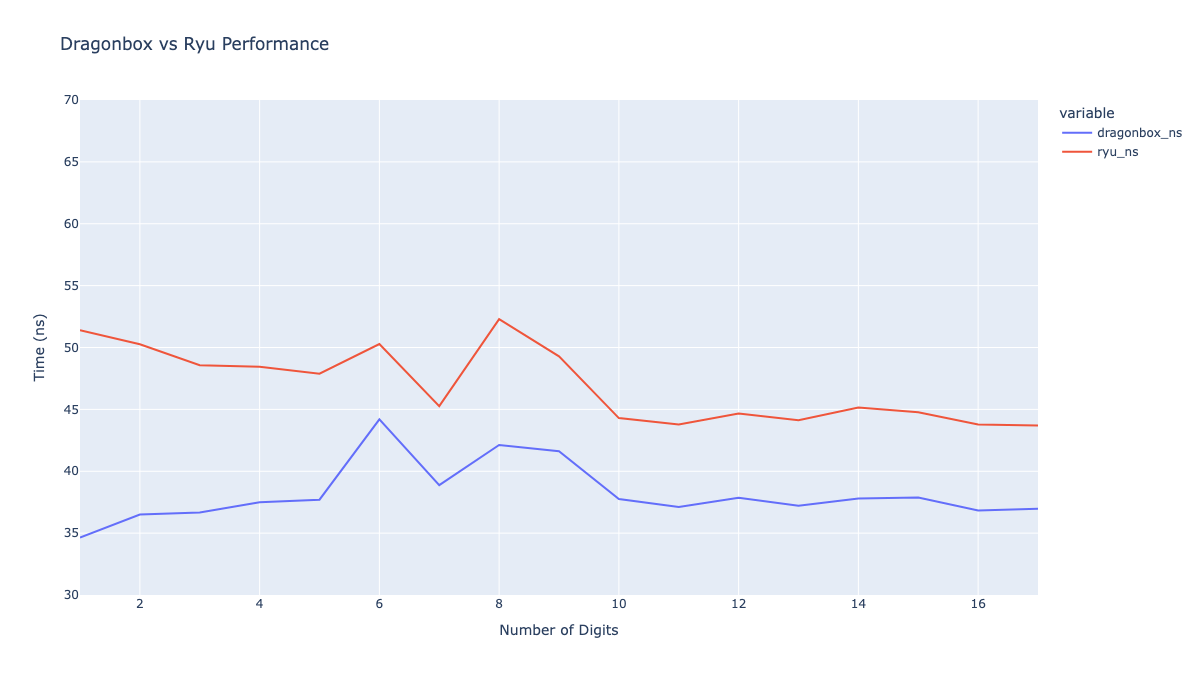 Dragonbox vs Ryu Performance
variable
dragonbox_ns
ryu_ns
70
65
60
55
50
45
40
35
30
Time (ns)
2 4 6 8 10 12 14 16
Number of Digits